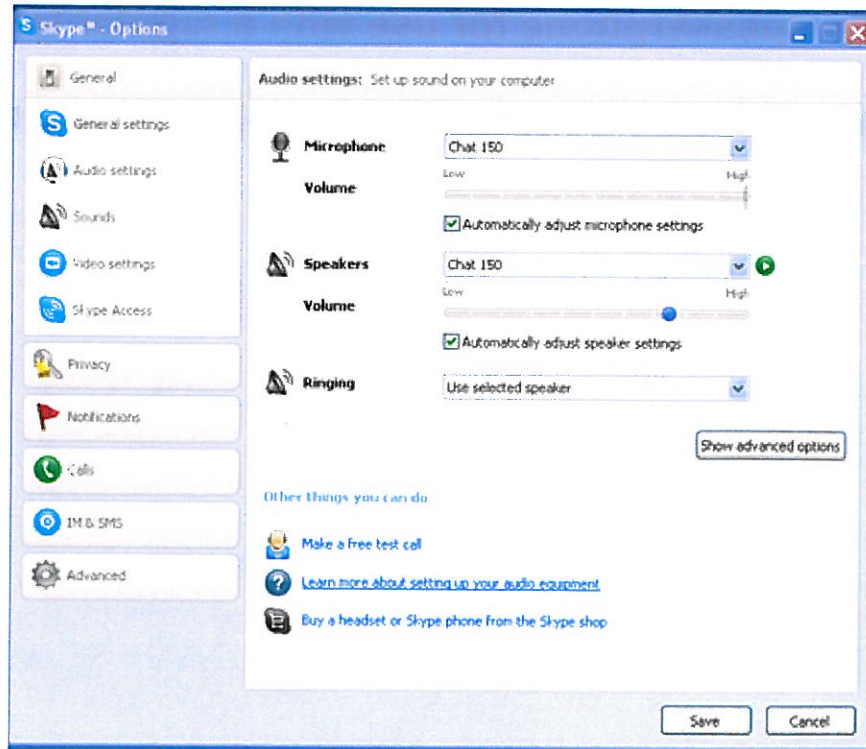 Skype™ - Options
General
General settings
Audio settings
Sounds
Video settings
Skype Access
Privacy
Notifications
Calls
IM & SMS
Advanced
Audio settings: Set up sound on your computer
Microphone Chat 150
Low High
Volume
Automatically adjust microphone settings
Speakers Chat 150
Low High
Volume
Automatically adjust speaker settings
Ringing Use selected speaker
Show advanced options
Other things you can do
Make a free test call
Learn more about setting up your audio equipment
Buy a headset or Skype phone from the Skype shop
Save Cancel